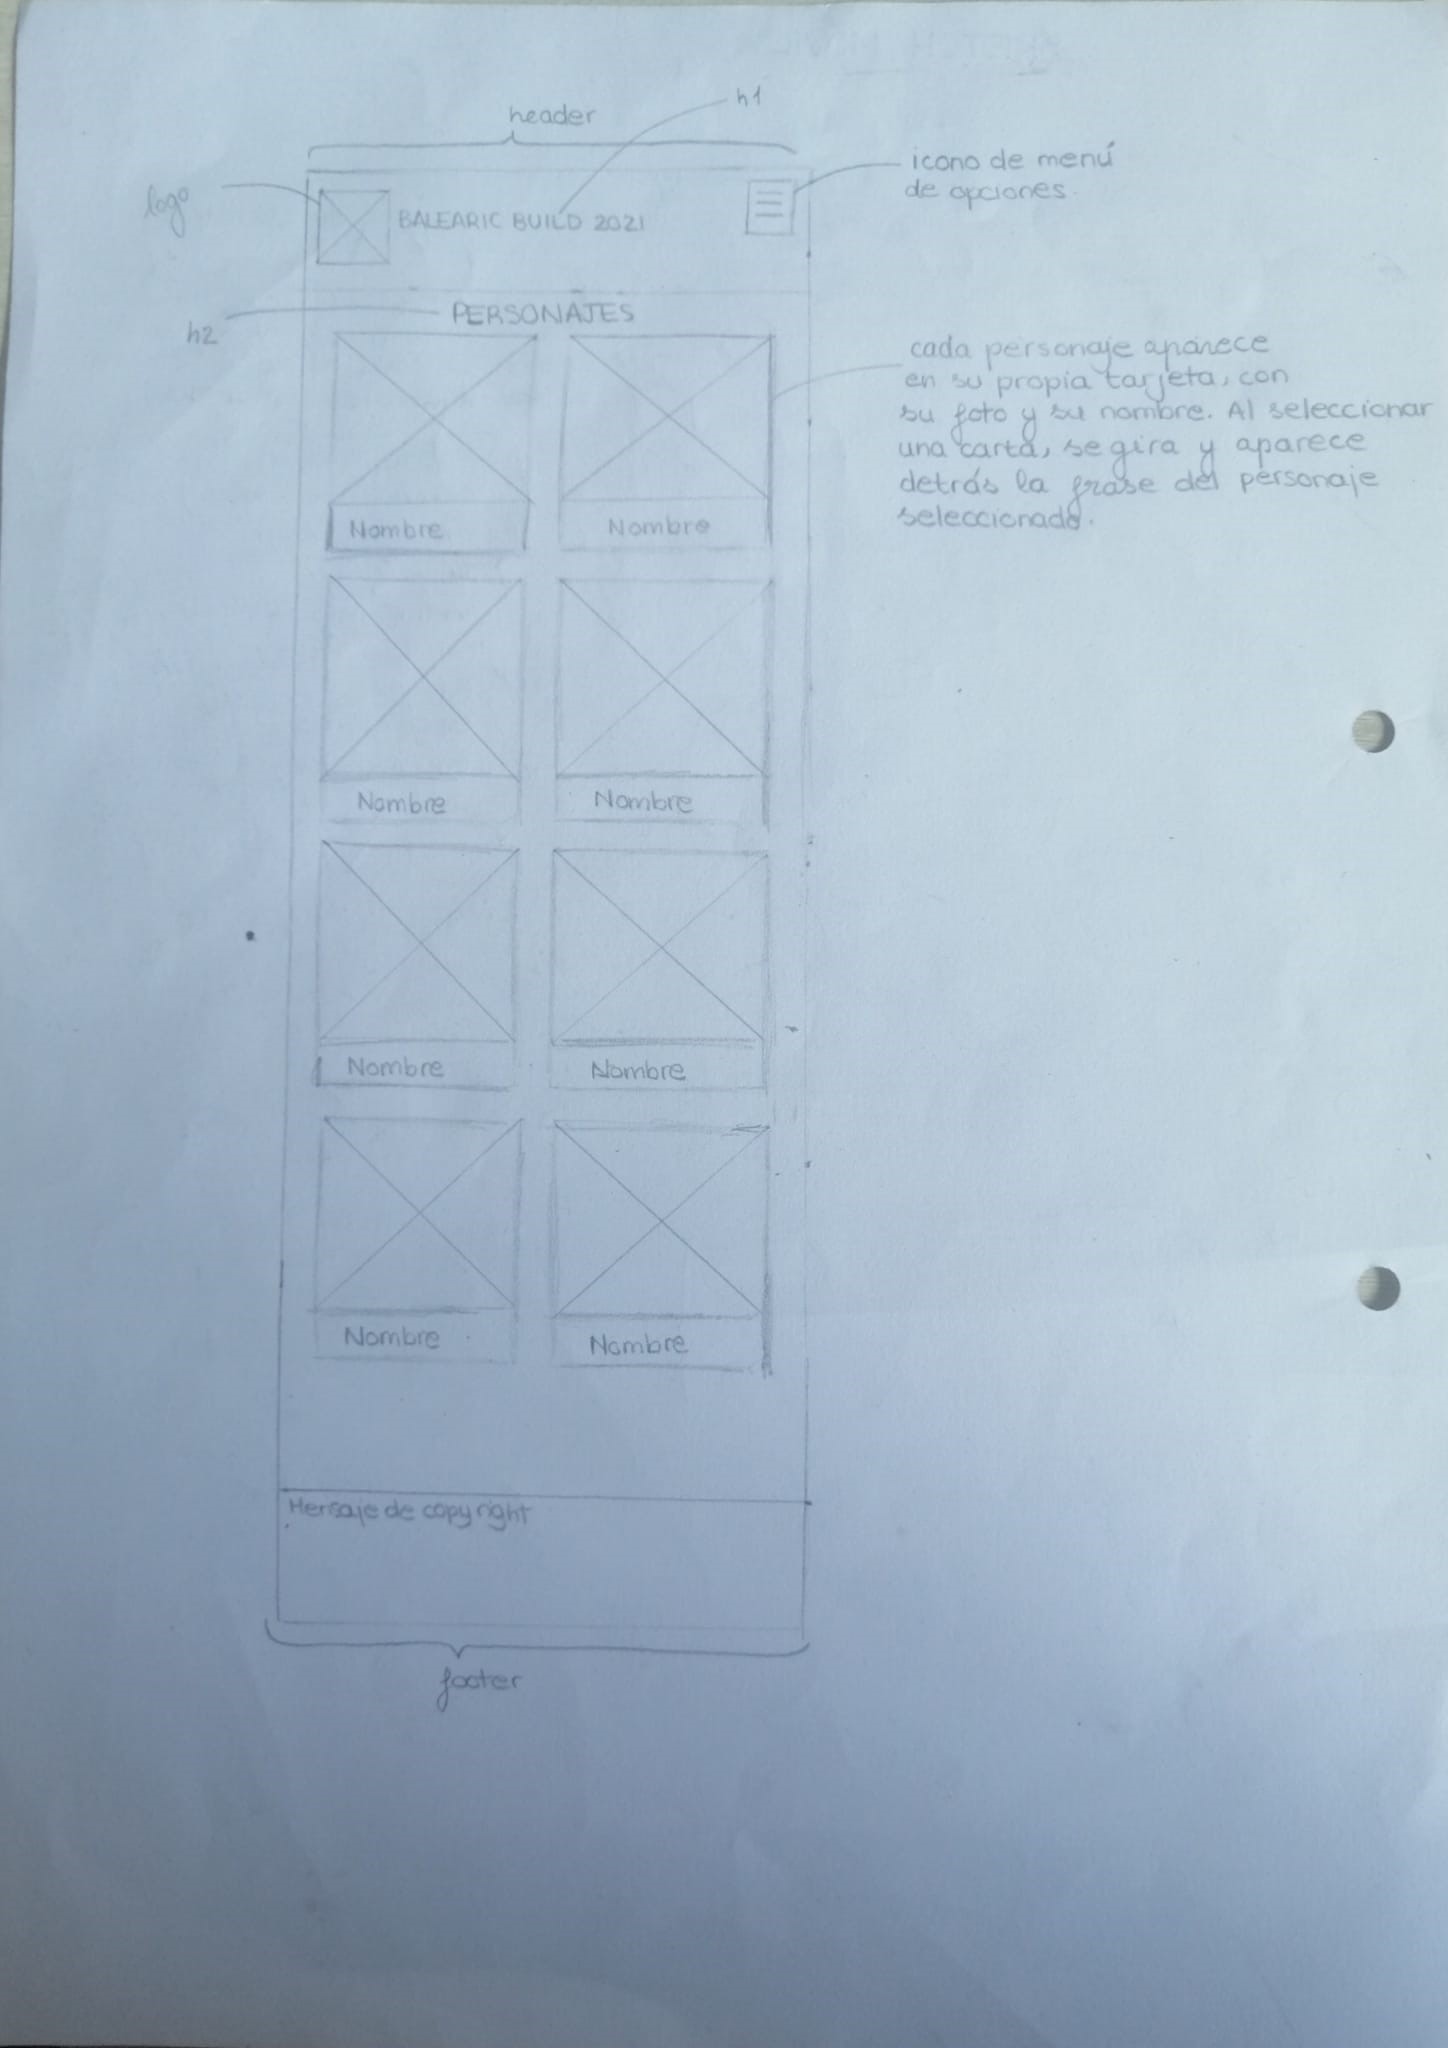 header
h1
icono de menú
de opciones.
logo
BALEARIC BUILD 2021
h2
PERSONAJES
cada personaje aparece
en su propia tarjeta, con
su foto y su nombre. Al seleccionar
una carta, se gira y aparece
detrás la frase del personaje
seleccionado.
Nombre
Nombre
Nombre
Nombre
Nombre
Nombre
Nombre
Nombre
Mensaje de copyright
footer